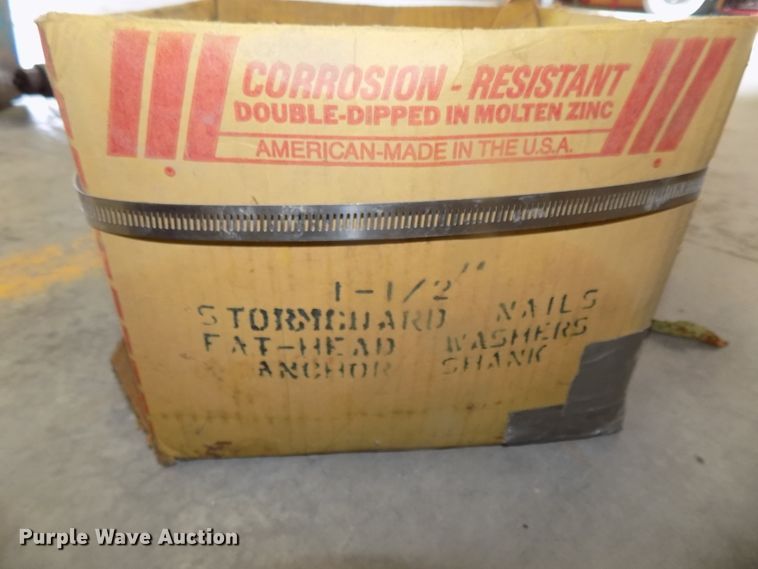 CORROSION - RESISTANT
DOUBLE-DIPPED IN MOLTEN ZINC
AMERICAN-MADE IN THE U.S.A.
1-1/2"
STORMGUARD NAILS
FAT-HEAD WASHERS
ANCHOR SHANK
Purple Wave Auction